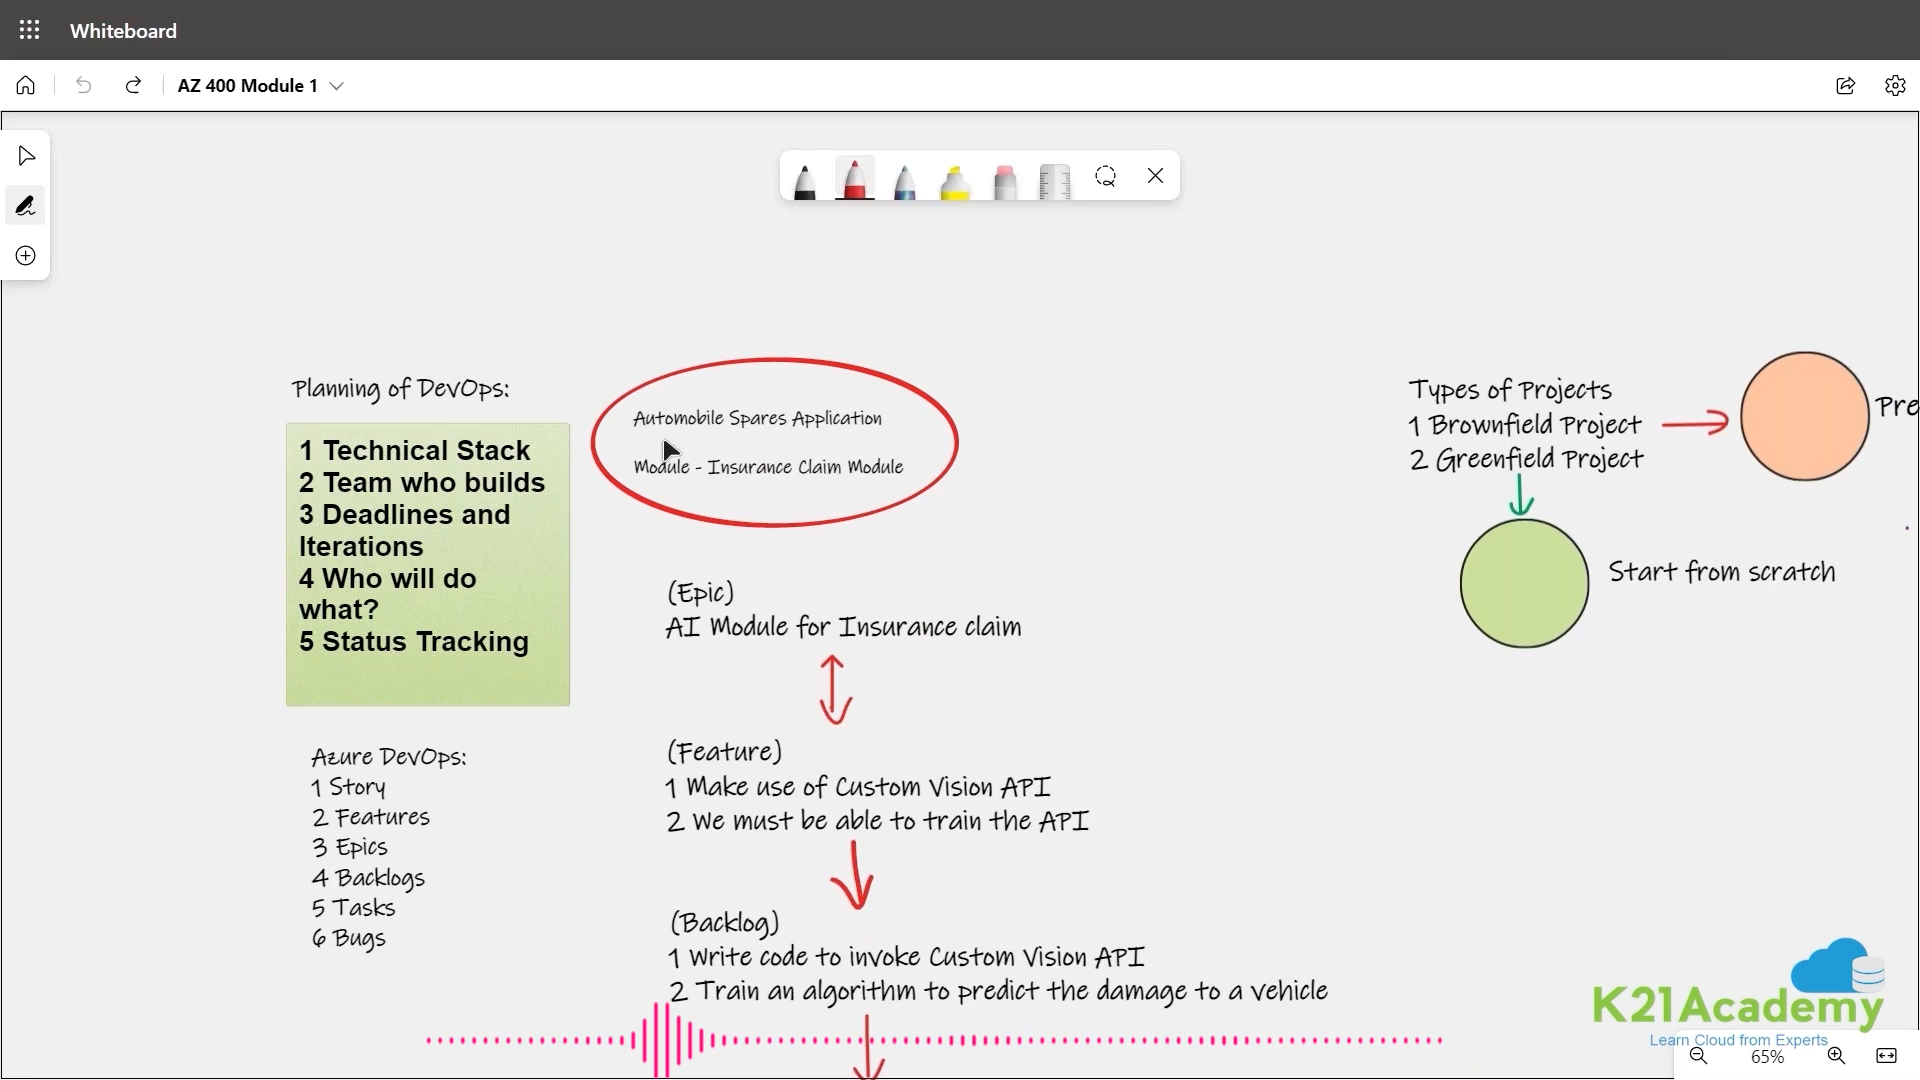 Whiteboard
AZ 400 Module 1
Planning of DevOps:
1 Technical Stack
2 Team who builds
3 Deadlines and
Iterations
4 Who will do
what?
5 Status Tracking
Azure DevOps:
1 Story
2 Features
3 Epics
4 Backlogs
5 Tasks
6 Bugs
Automobile Spares Application
Module - Insurance Claim Module
(Epic)
AI Module for Insurance claim
(Feature)
1 Make use of Custom Vision API
2 We must be able to train the API
(Backlog)
1 Write code to invoke Custom Vision API
2 Train an algorithm to predict the damage to a vehicle
Types of Projects
1 Brownfield Project
2 Greenfield Project
Pre
Start from scratch
K21Academy
Learn Cloud from Experts
65%